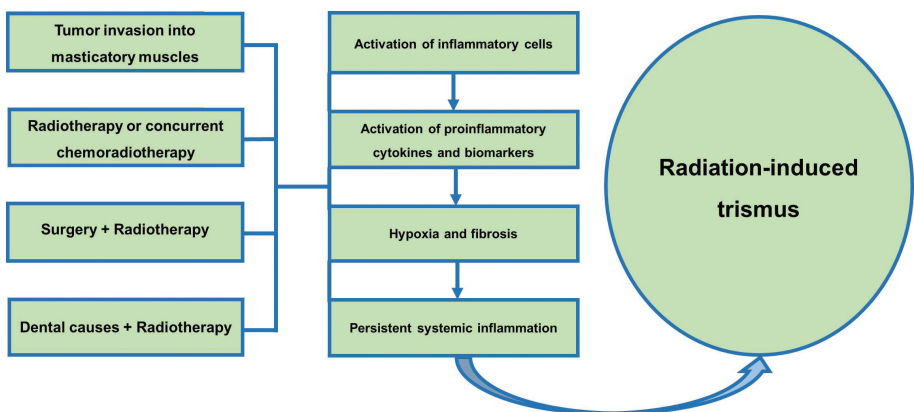 Tumor invasion into
masticatory muscles
Radiotherapy or concurrent
chemoradiotherapy
Surgery + Radiotherapy
Dental causes + Radiotherapy
Activation of inflammatory cells
Activation of proinflammatory
cytokines and biomarkers
Hypoxia and fibrosis
Persistent systemic inflammation
Radiation-induced
trismus